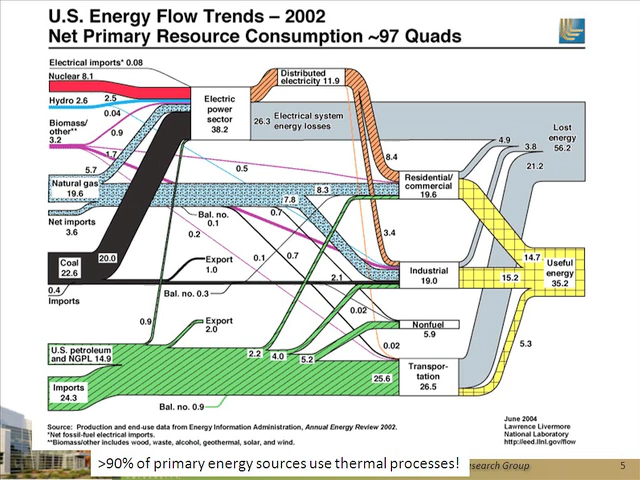 U.S. Energy Flow Trends – 2002
Net Primary Resource Consumption ~97 Quads
Electrical imports* 0.08
Nuclear 8.1
Hydro 2.6
2.5
0.04
Biomass/
other**
3.2
0.9
1.7
5.7
Natural gas
19.6
Net imports
3.6
Coal
22.6
20.0
0.4
Imports
U.S. petroleum
and NGPL 14.9
Imports
24.3
Bal. no. 0.9
Electric
power
sector
38.2
Distributed
electricity 11.9
26.3
Electrical system
energy losses
0.5
8.3
7.8
0.7
Bal. no.
0.1
0.2
Export
1.0
0.1
0.7
2.1
Bal. no. 0.3
0.9
Export
2.0
2.2
4.0
5.2
0.02
0.02
25.6
8.4
3.4
Residential/
commercial
19.6
Industrial
19.0
Nonfuel
5.9
Transpor-
tation
26.5
4.9
3.8
21.2
Lost
energy
56.2
14.7
15.2
5.3
Useful
energy
35.2
Source: Production and end-use data from Energy Information Administration, Annual Energy Review 2002.
*Net fossil-fuel electrical imports.
**Biomass/other includes wood, waste, alcohol, geothermal, solar, and wind.
June 2004
Lawrence Livermore
National Laboratory
http://eed.llnl.gov/flow
>90% of primary energy sources use thermal processes!
esearch Group
5